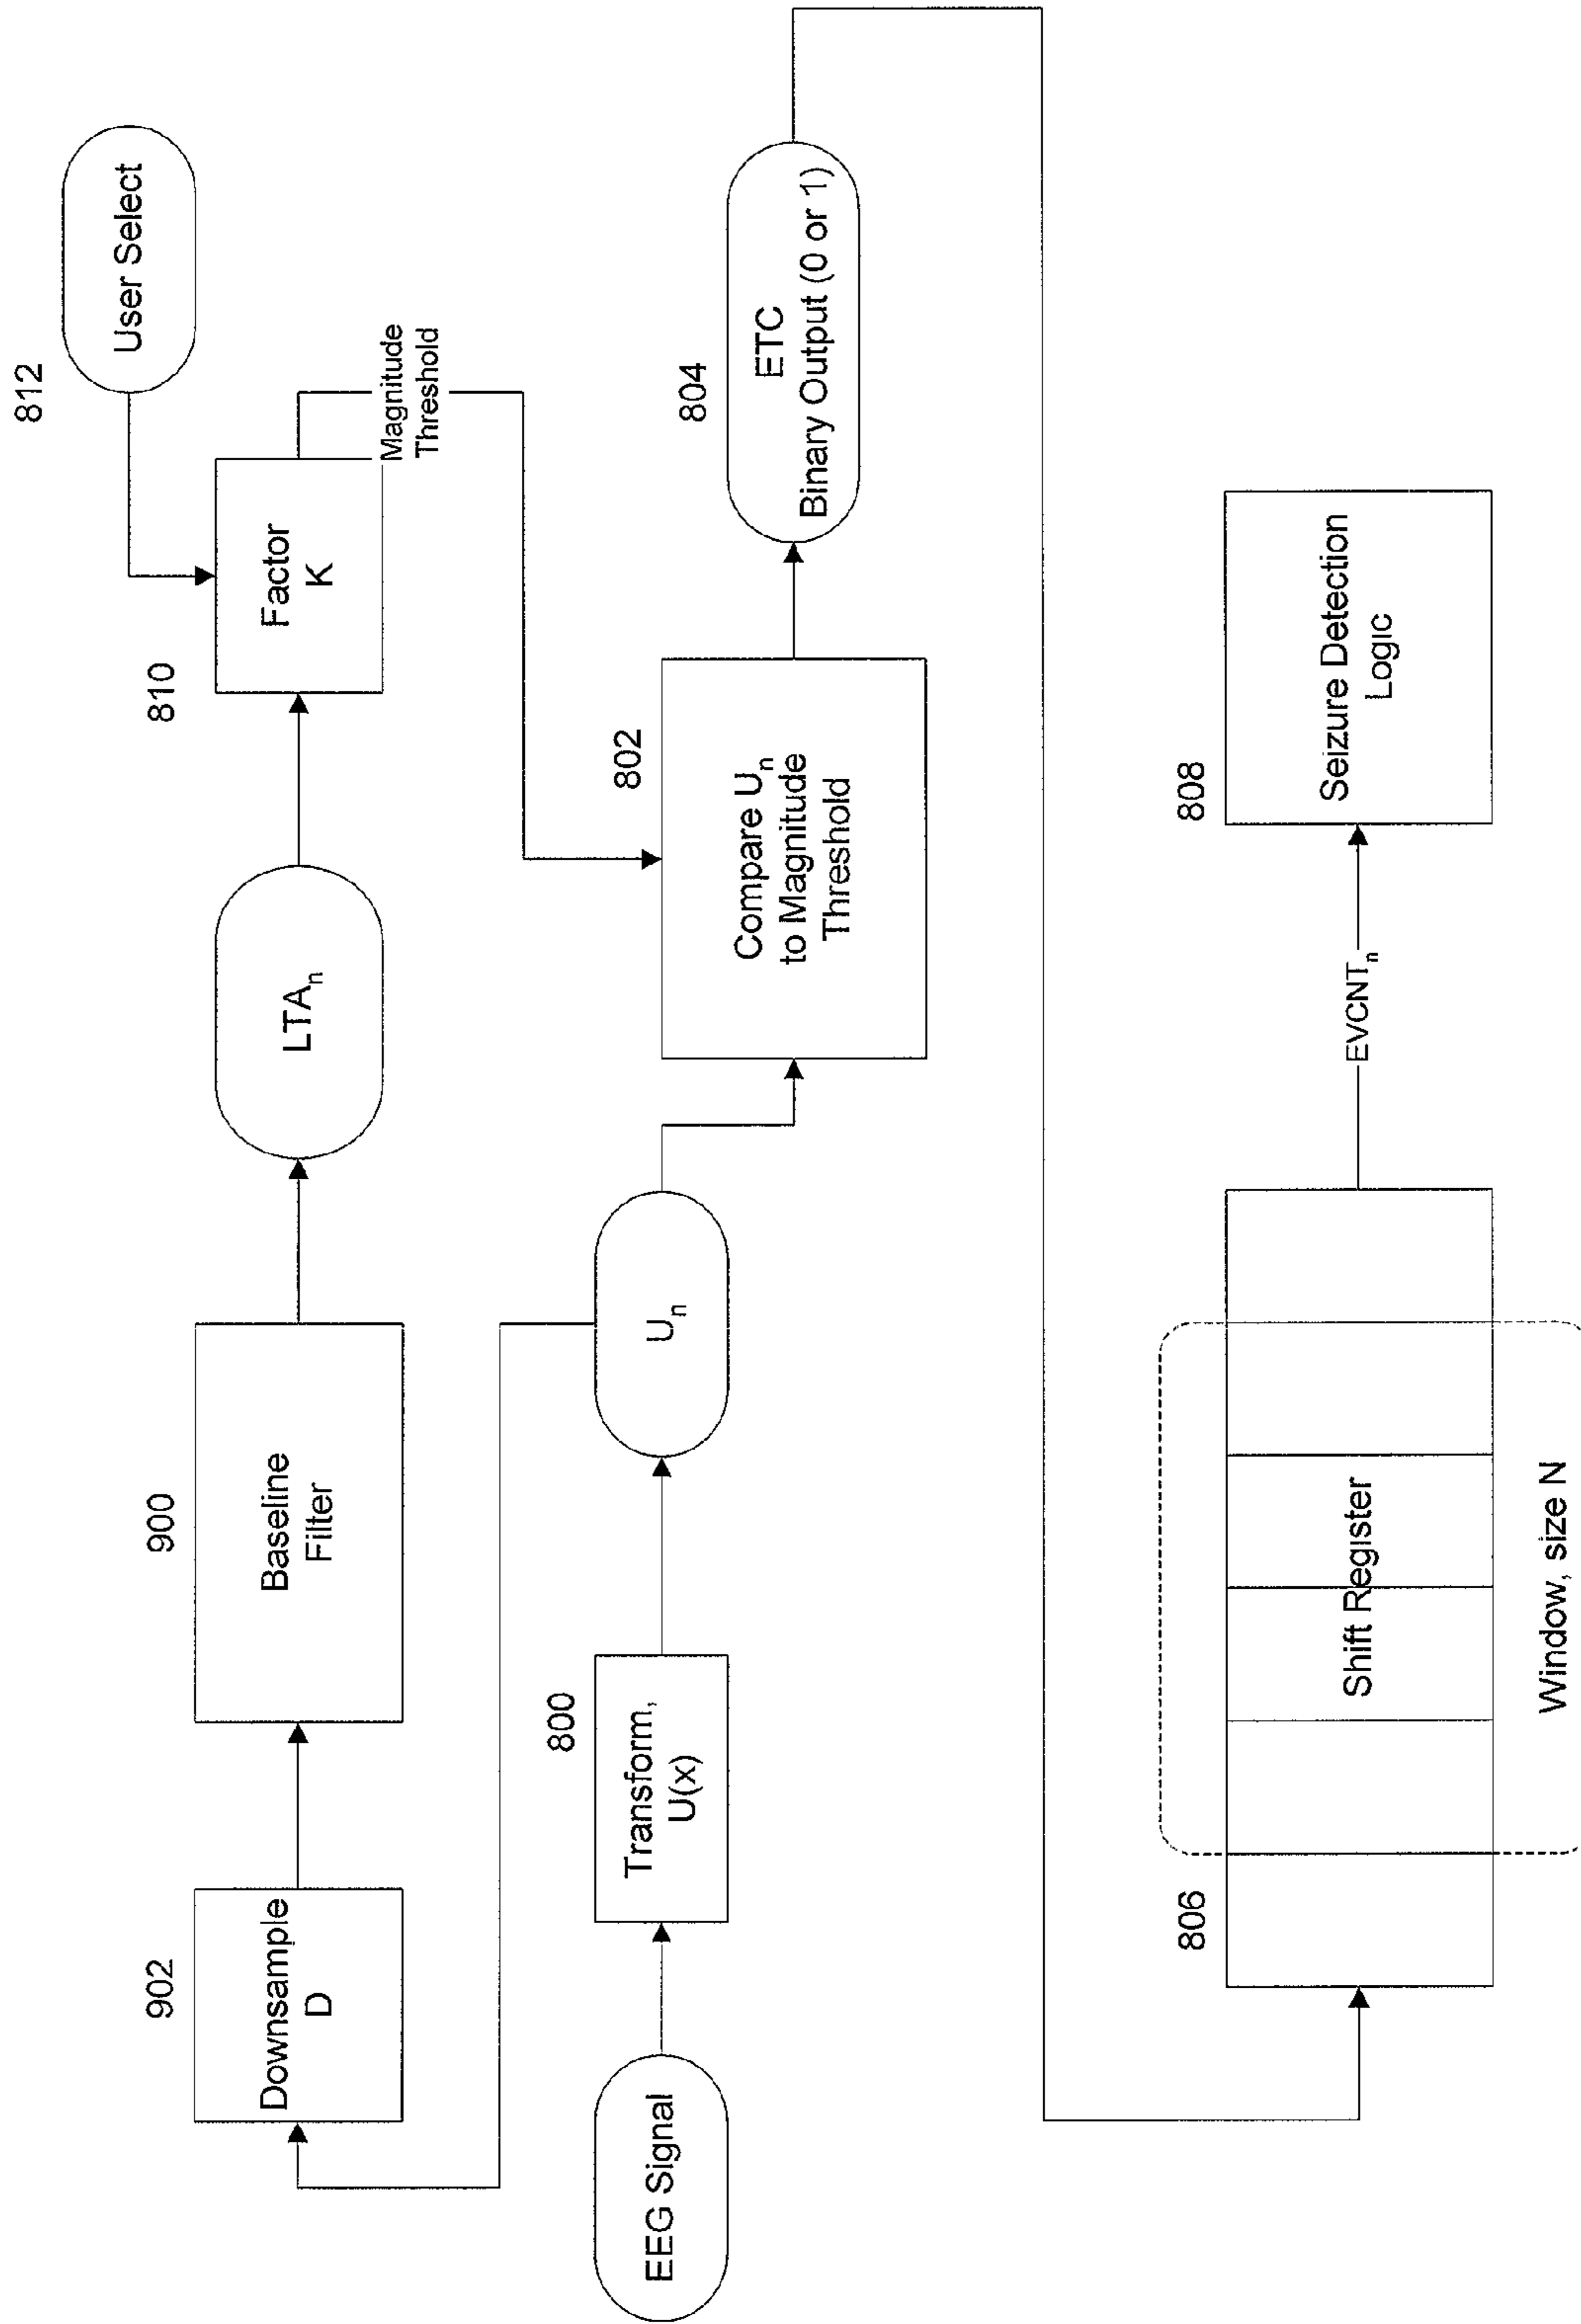 812
User Select
902
Downsample
D
900
Baseline
Filter
LTAₙ
810
Factor
K
Magnitude
Threshold
EEG Signal
800
Transform,
U(x)
Uₙ
802
Compare Uₙ
to Magnitude
Threshold
804
ETC
Binary Output (0 or 1)
806
Shift Register
Window, size N
EVCNTₙ
808
Seizure Detection
Logic